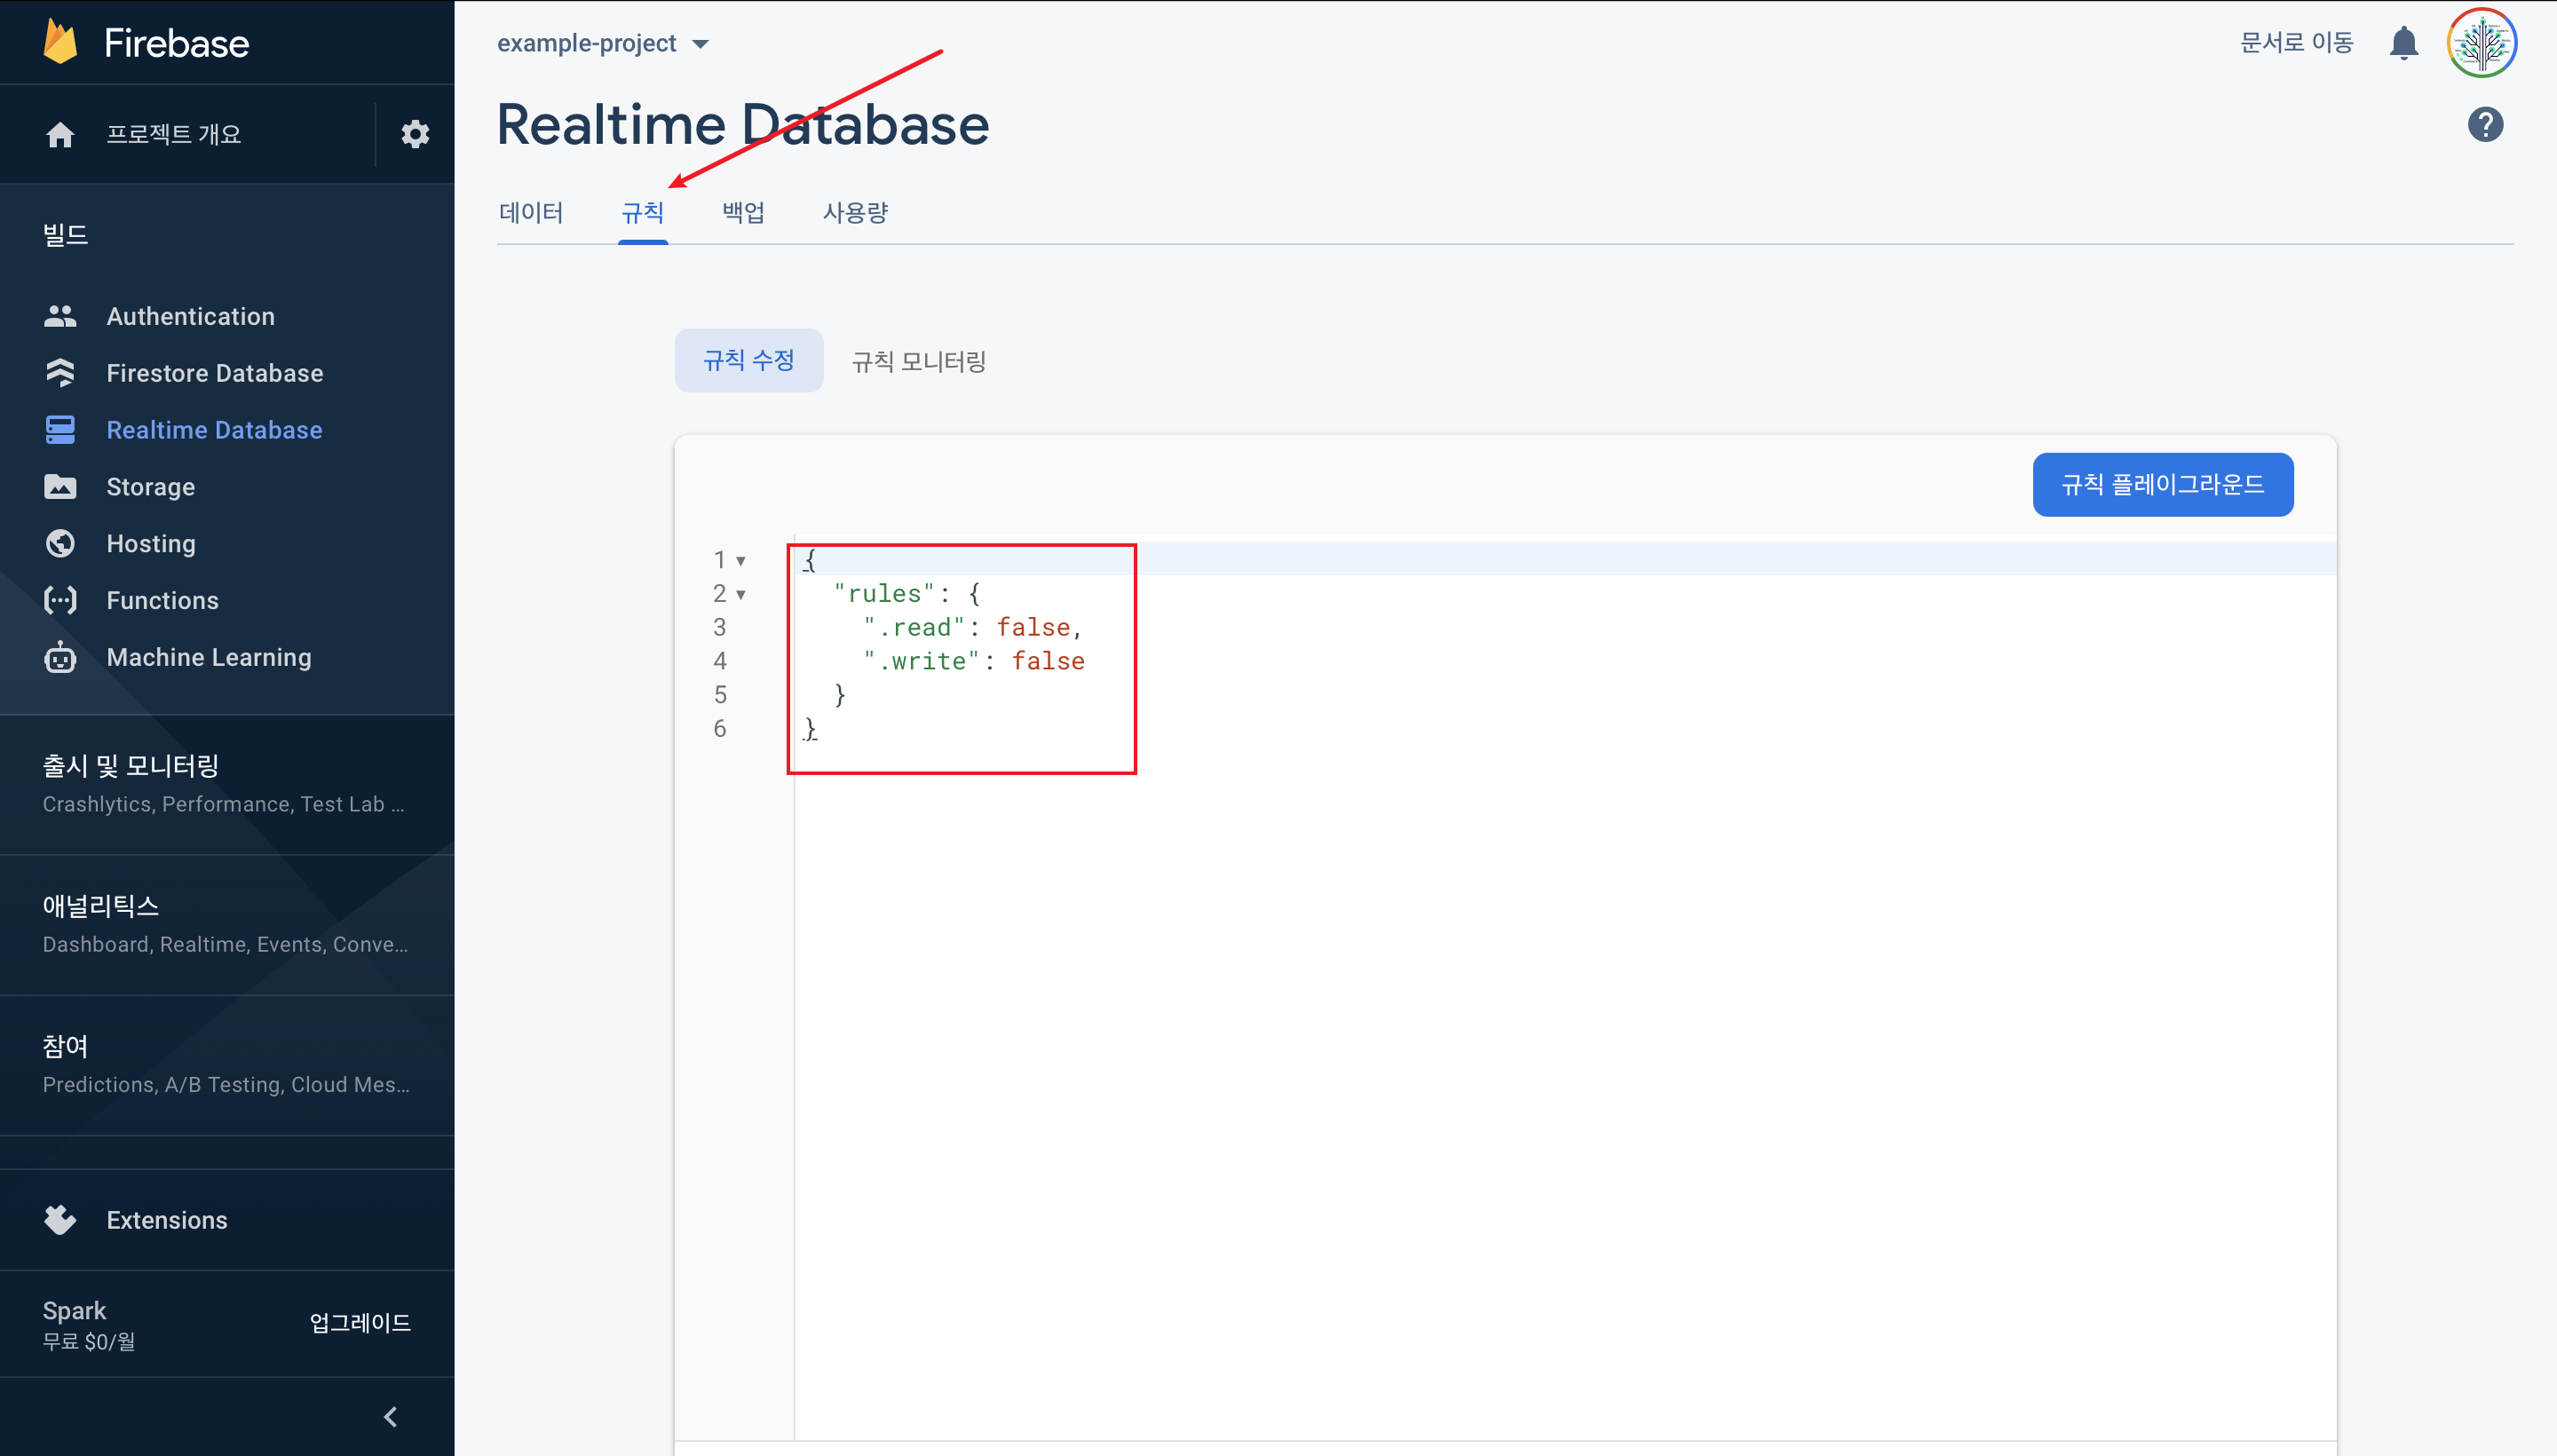 Firebase
프로젝트 개요
빌드
Authentication
Firestore Database
Realtime Database
Storage
Hosting
Functions
Machine Learning
출시 및 모니터링
Crashlytics, Performance, Test Lab ...
애널리틱스
Dashboard, Realtime, Events, Conve...
참여
Predictions, A/B Testing, Cloud Mes...
Extensions
Spark
무료 $0/월
업그레이드
example-project
문서로 이동
Realtime Database
데이터 규칙 백업 사용량
규칙 수정 규칙 모니터링
규칙 플레이그라운드
1 {
2 "rules": {
3 ".read": false,
4 ".write": false
5 }
6 }